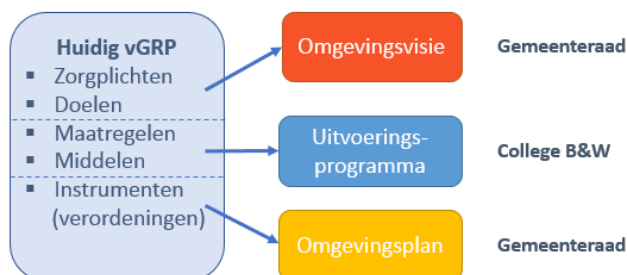 Huidig vGRP
▪ Zorgplichten
▪ Doelen
▪ Maatregelen
▪ Middelen
▪ Instrumenten
(verordeningen)
Omgevingsvisie
Gemeenteraad
Uitvoerings-
programma
College B&W
Omgevingsplan
Gemeenteraad